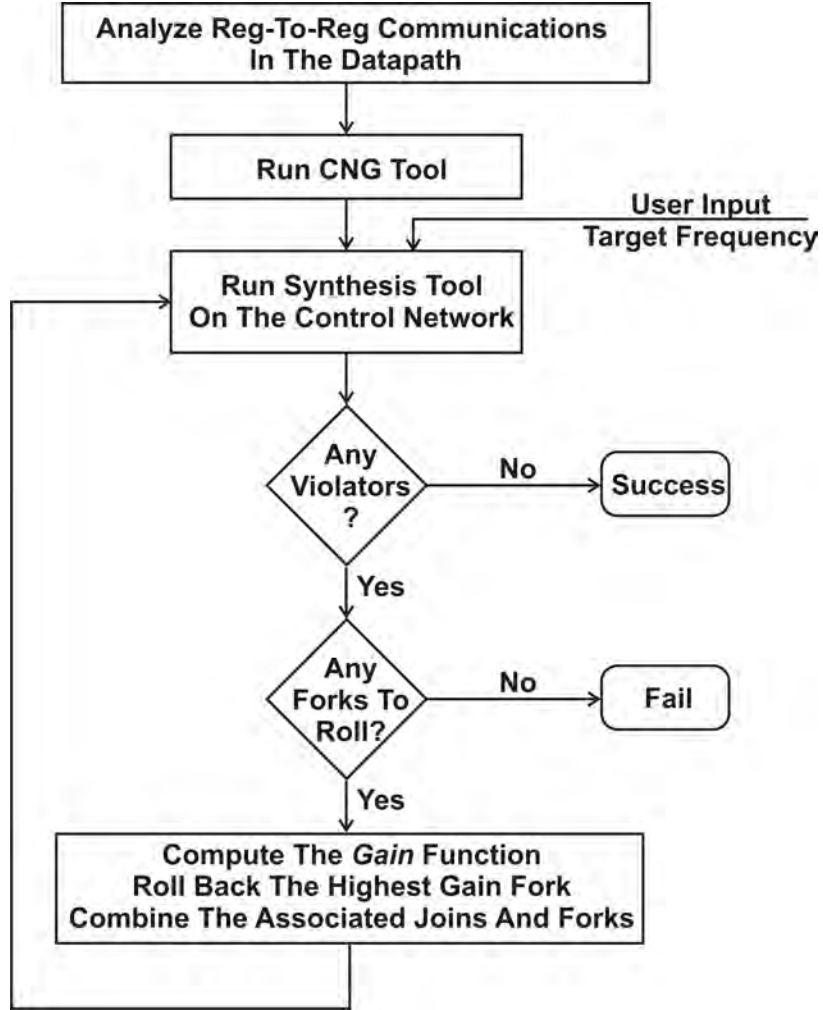 Analyze Reg-To-Reg Communications
In The Datapath
Run CNG Tool
User Input
Target Frequency
Run Synthesis Tool
On The Control Network
Any
Violators
?
No
Success
Yes
Any
Forks To
Roll?
No
Fail
Yes
Compute The Gain Function
Roll Back The Highest Gain Fork
Combine The Associated Joins And Forks